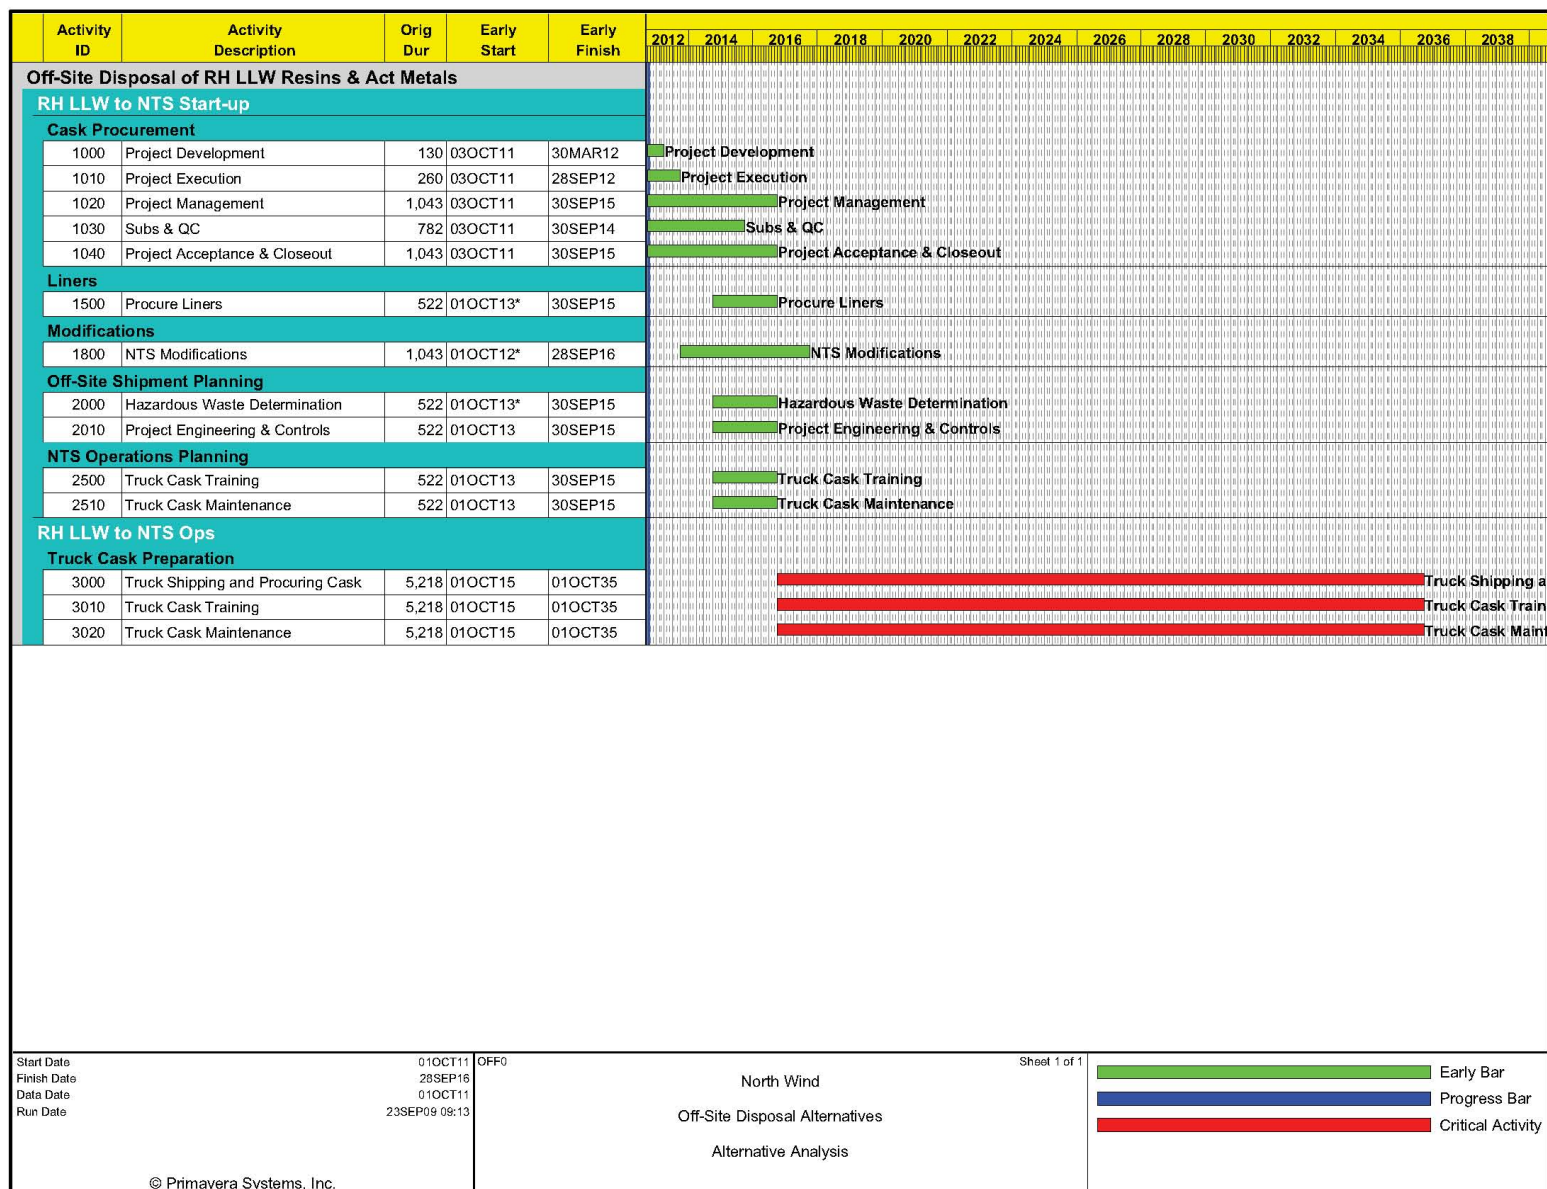 Activity ID Activity Description Orig Dur Early Start Early Finish
2012 2014 2016 2018 2020 2022 2024 2026 2028 2030 2032 2034 2036 2038
Off-Site Disposal of RH LLW Resins & Act Metals
RH LLW to NTS Start-up
Cask Procurement
1000 Project Development 130 03OCT11 30MAR12 Project Development
1010 Project Execution 260 03OCT11 28SEP12 Project Execution
1020 Project Management 1,043 03OCT11 30SEP15 Project Management
1030 Subs & QC 782 03OCT11 30SEP14 Subs & QC
1040 Project Acceptance & Closeout 1,043 03OCT11 30SEP15 Project Acceptance & Closeout
Liners
1500 Procure Liners 522 01OCT13* 30SEP15 Procure Liners
Modifications
1800 NTS Modifications 1,043 01OCT12* 28SEP16 NTS Modifications
Off-Site Shipment Planning
2000 Hazardous Waste Determination 522 01OCT13* 30SEP15 Hazardous Waste Determination
2010 Project Engineering & Controls 522 01OCT13 30SEP15 Project Engineering & Controls
NTS Operations Planning
2500 Truck Cask Training 522 01OCT13 30SEP15 Truck Cask Training
2510 Truck Cask Maintenance 522 01OCT13 30SEP15 Truck Cask Maintenance
RH LLW to NTS Ops
Truck Cask Preparation
3000 Truck Shipping and Procuring Cask 5,218 01OCT15 01OCT35 Truck Shipping a
3010 Truck Cask Training 5,218 01OCT15 01OCT35 Truck Cask Train
3020 Truck Cask Maintenance 5,218 01OCT15 01OCT35 Truck Cask Maint
Start Date 01OCT11
Finish Date 28SEP16
Data Date 01OCT11
Run Date 23SEP09 09:13
© Primavera Systems, Inc.
OFF0
Sheet 1 of 1
North Wind
Off-Site Disposal Alternatives
Alternative Analysis
Early Bar
Progress Bar
Critical Activity